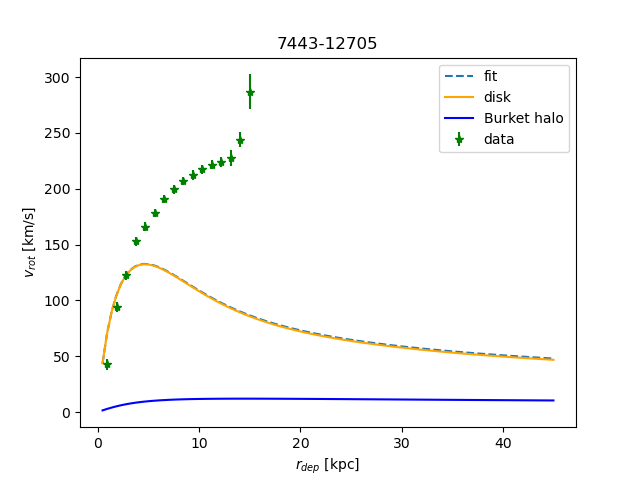 7443-12705
300
250
200
150
100
50
0
v_rot [km/s]
fit
disk
Burket halo
data
0 10 20 30 40
r_dep [kpc]